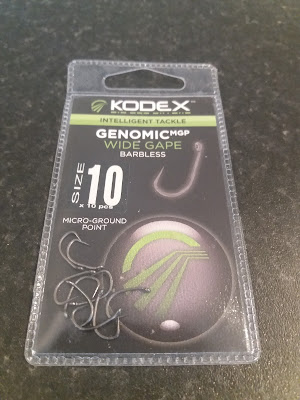 KODEX
INTELLIGENT TACKLE
GENOMIC MGP
WIDE GAPE
BARBLESS
SIZE 10
x 10 pcs
MICRO-GROUND
POINT